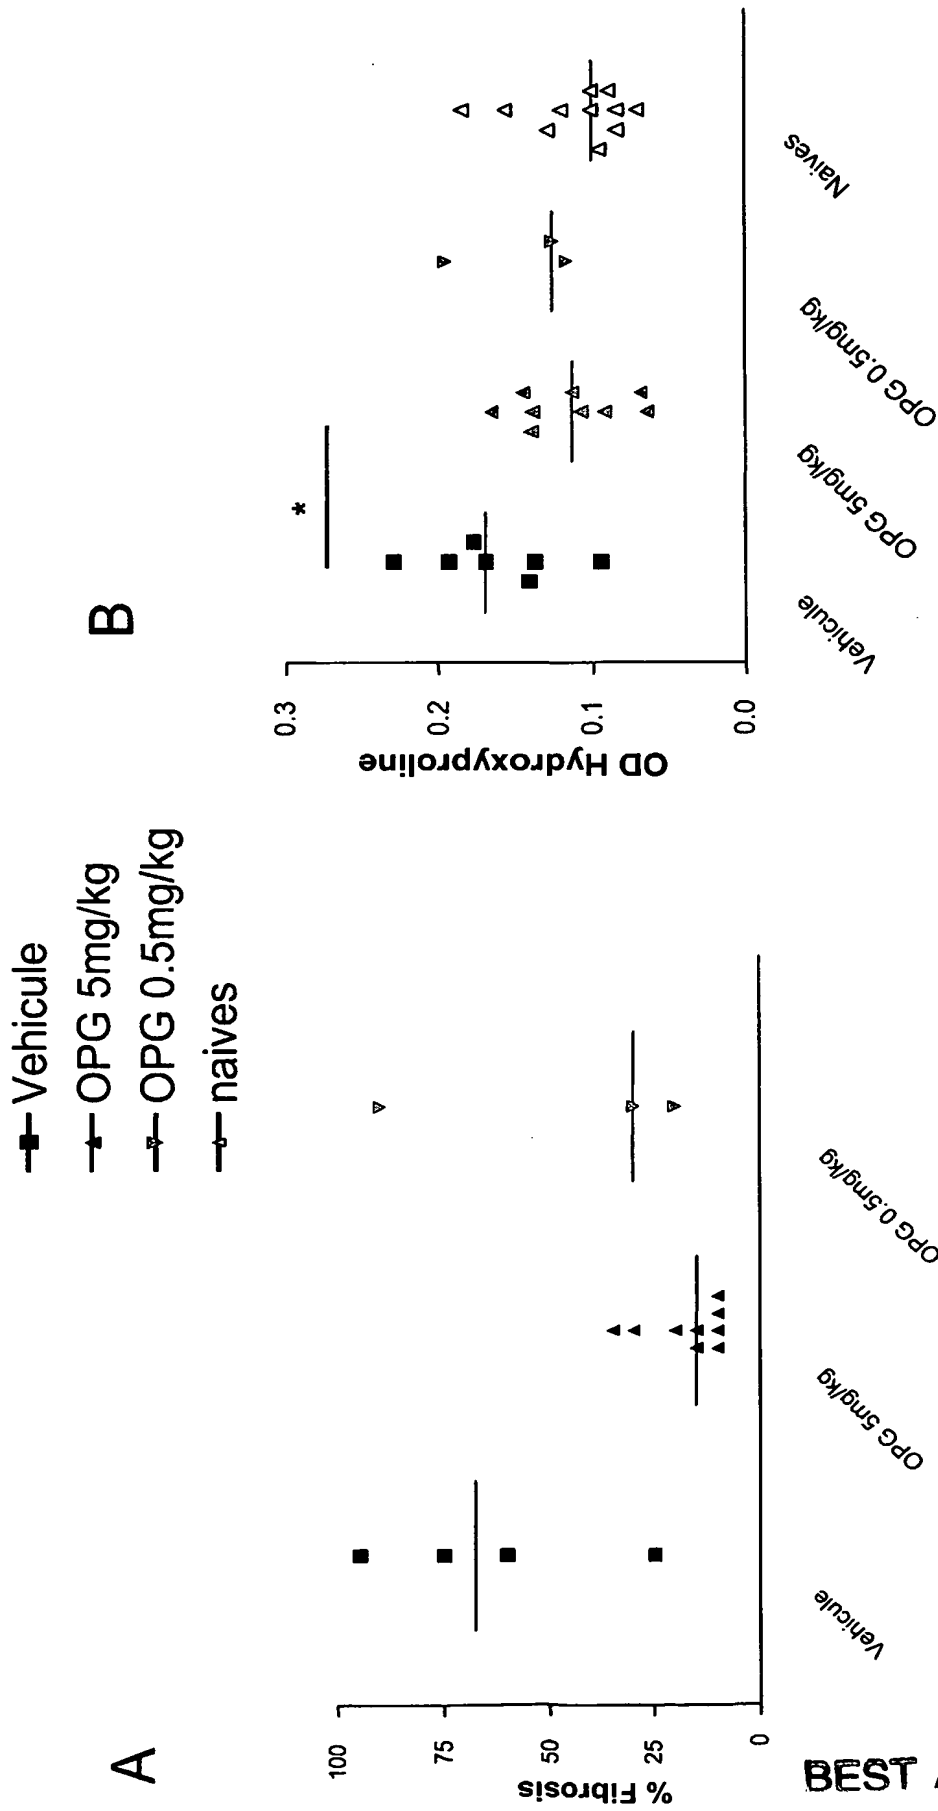 Vehicule
OPG 5mg/kg
OPG 0.5mg/kg
naives
A
% Fibrosis
100
75
50
25
0
Vehicule
OPG 5mg/kg
OPG 0.5mg/kg
B
OD Hydroxyproline
0.3
0.2
0.1
0.0
*
Vehicule
OPG 5mg/kg
OPG 0.5mg/kg
Naives
BEST